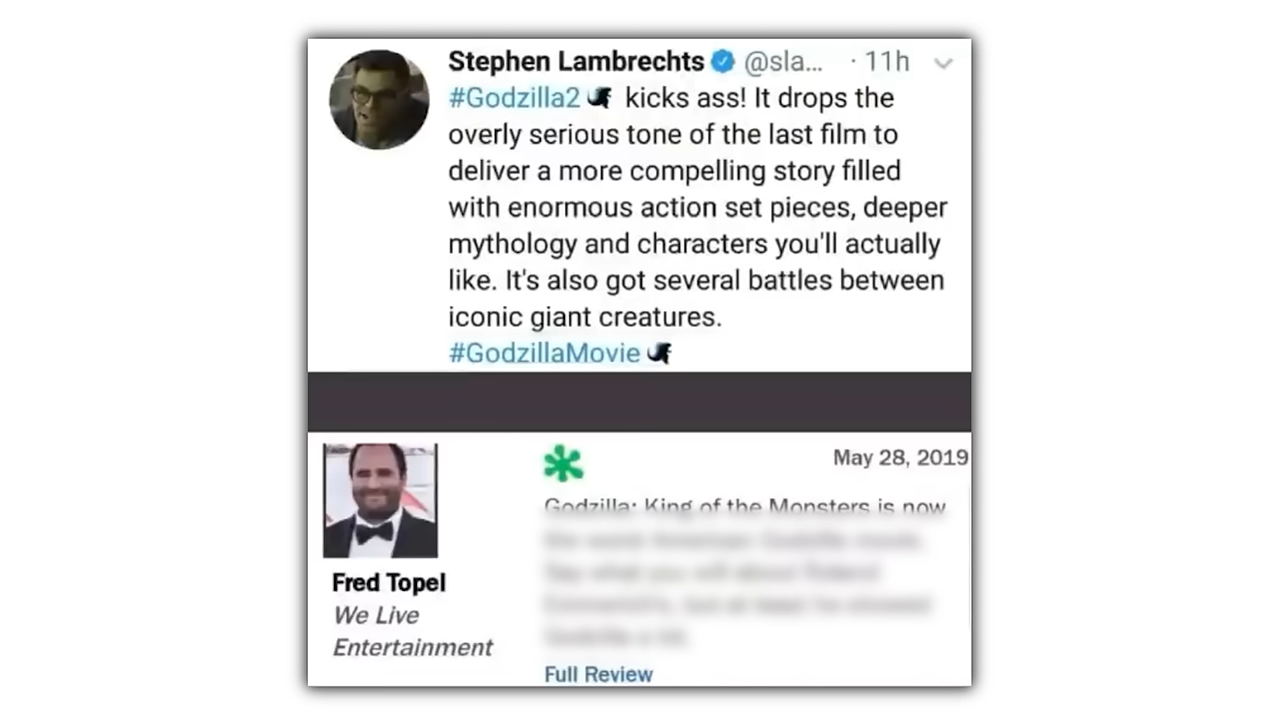 Stephen Lambrechts @sla... · 11h
#Godzilla2 kicks ass! It drops the
overly serious tone of the last film to
deliver a more compelling story filled
with enormous action set pieces, deeper
mythology and characters you'll actually
like. It's also got several battles between
iconic giant creatures.
#GodzillaMovie
May 28, 2019
Godzilla: King of the Monsters is now
Fred Topel
We Live
Entertainment
Full Review